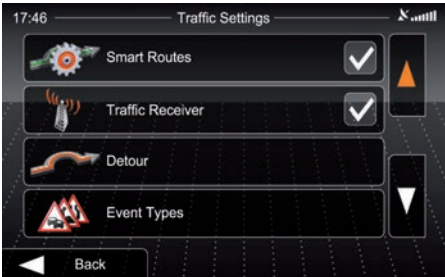 17:46 Traffic Settings
Smart Routes
Traffic Receiver
Detour
Event Types
Back